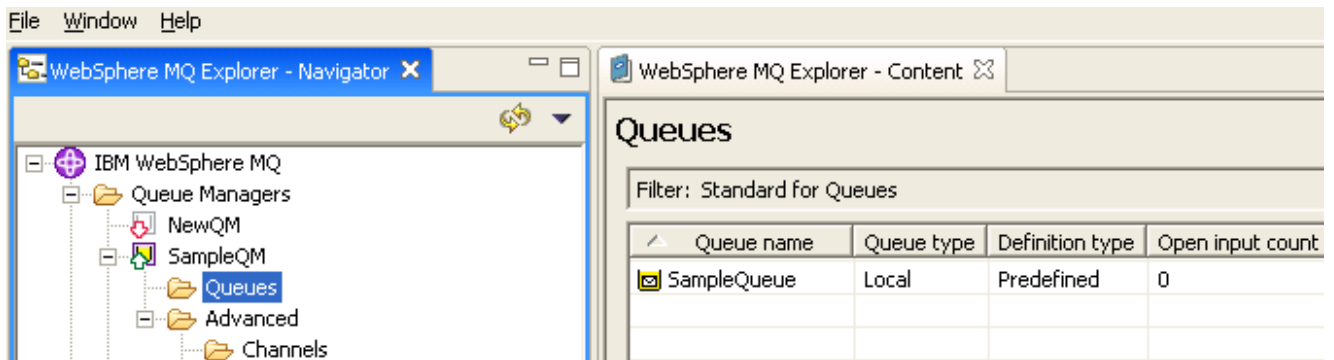 File Window Help
WebSphere MQ Explorer - Navigator
IBM WebSphere MQ
Queue Managers
NewQM
SampleQM
Queues
Advanced
Channels
WebSphere MQ Explorer - Content
Queues
Filter: Standard for Queues
Queue name Queue type Definition type Open input count
SampleQueue Local Predefined 0